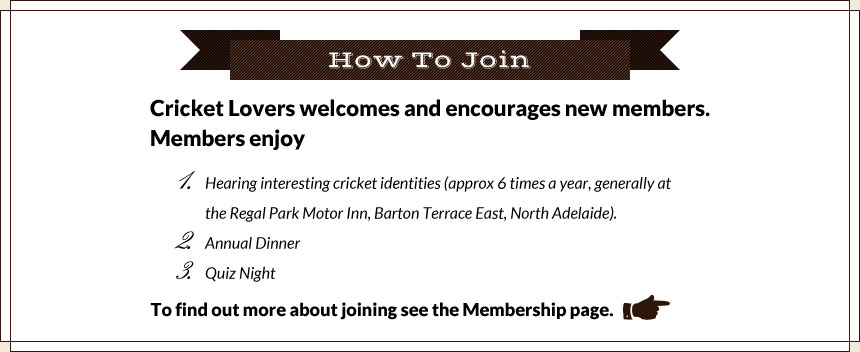 How To Join
Cricket Lovers welcomes and encourages new members.
Members enjoy
1. Hearing interesting cricket identities (approx 6 times a year, generally at
the Regal Park Motor Inn, Barton Terrace East, North Adelaide).
2. Annual Dinner
3. Quiz Night
To find out more about joining see the Membership page.